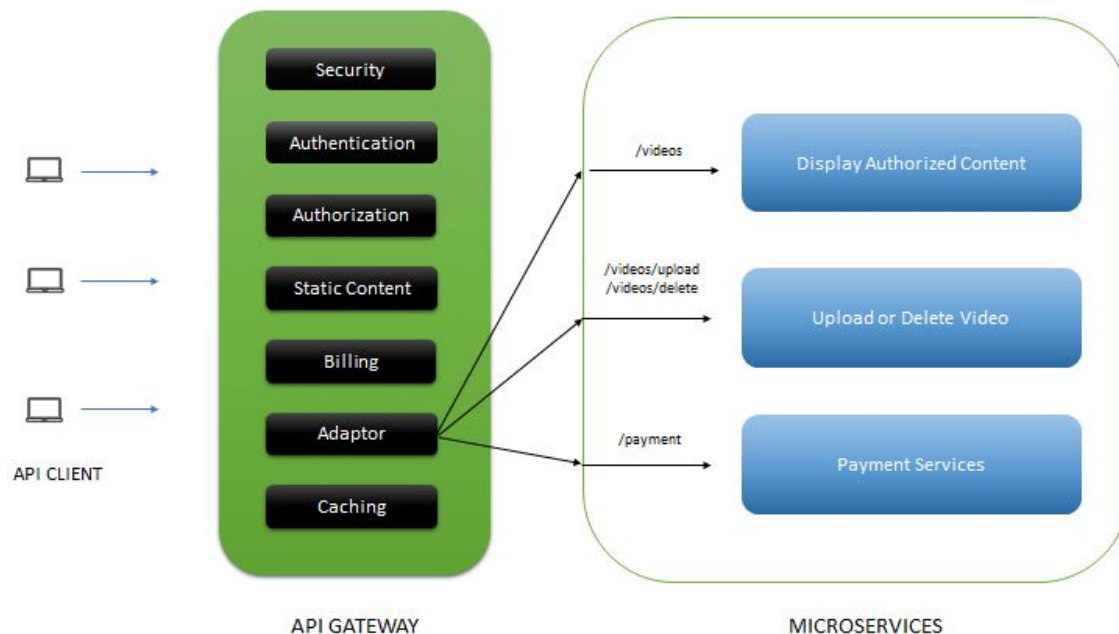 Security
Authentication
Authorization
Static Content
Billing
Adaptor
Caching
API CLIENT
API GATEWAY
/videos
/videos/upload
/videos/delete
/payment
Display Authorized Content
Upload or Delete Video
Payment Services
MICROSERVICES